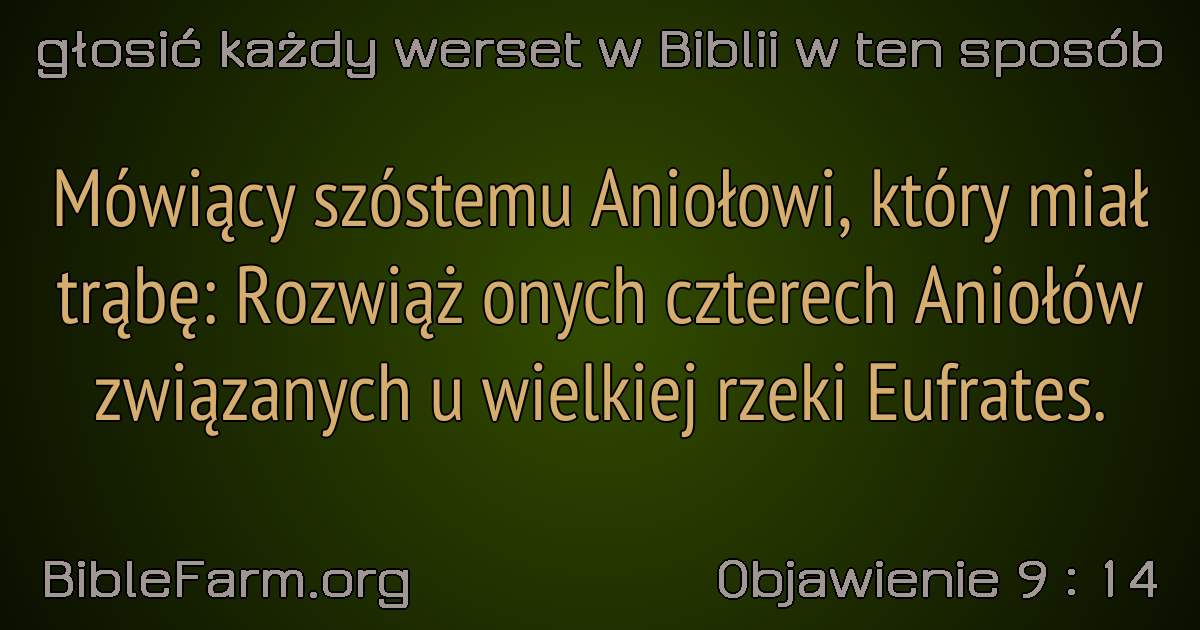 głosić każdy werset w Biblii w ten sposób
Mówiący szóstemu Aniołowi, który miał
trąbę: Rozwiąż onych czterech Aniołów
związanych u wielkiej rzeki Eufrates.
BibleFarm.org
Objawienie 9 : 14